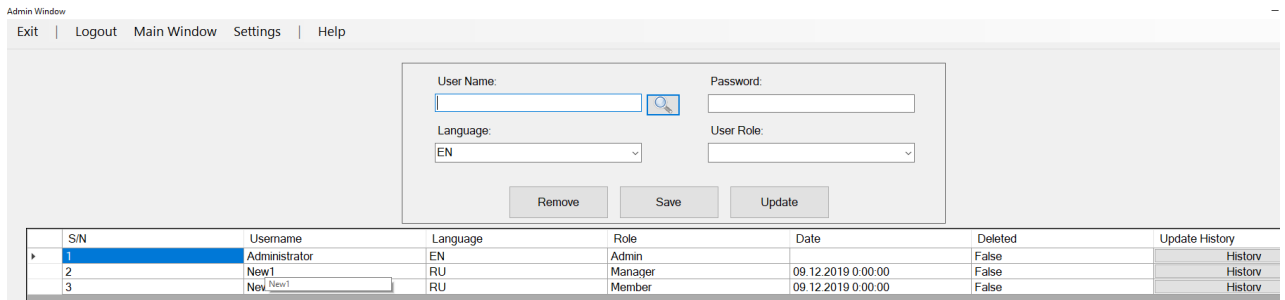 Admin Window
Exit | Logout Main Window Settings | Help
User Name: Password:
Language: User Role:
EN
Remove Save Update
S/N Username Language Role Date Deleted Update History
1 Administrator EN Admin False History
2 New1 RU Manager 09.12.2019 0:00:00 False History
3 RU Member 09.12.2019 0:00:00 False History
New1